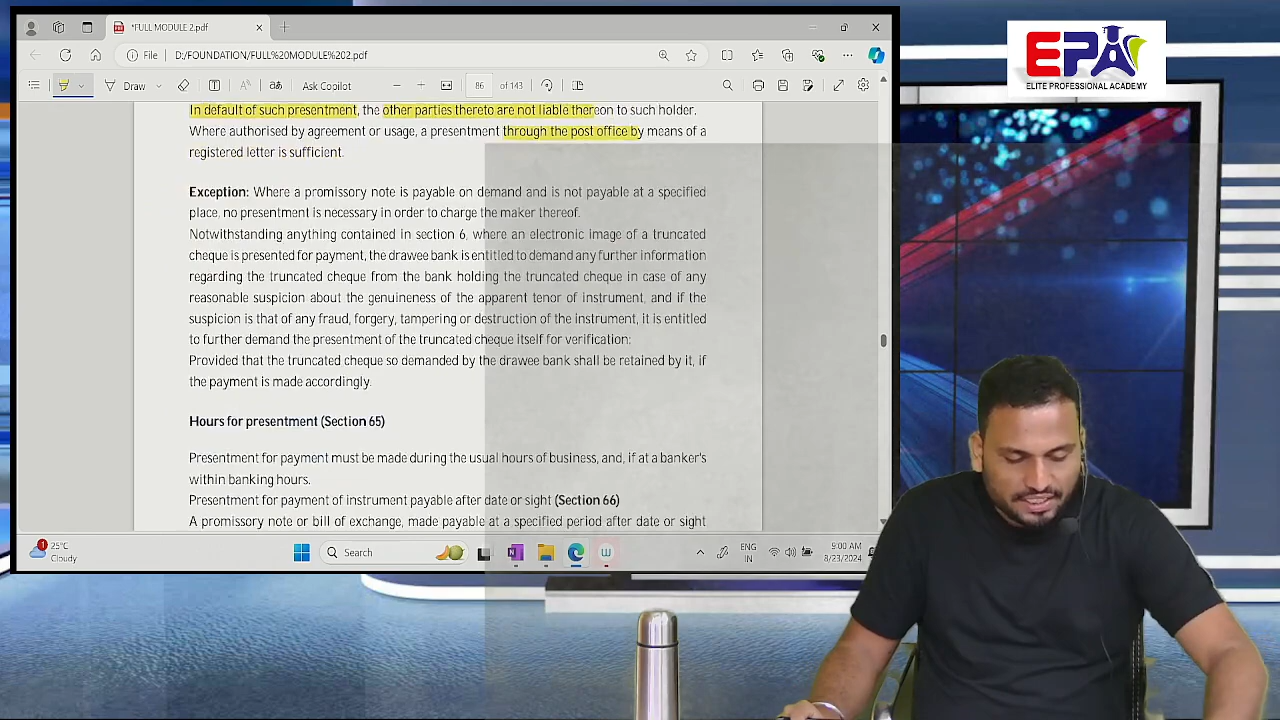 *FULL MODULE 2.pdf
File
of 143
86
Draw
Ask Copilot
the other parties thereto are not liable thereon to such holder.
Where authorised by agreement or usage, a presentment through the post office by means of a
registered letter is sufficient.
Exception: Where a promissory note is payable on demand and is not payable at a specified
place, no presentment is necessary in order to charge the maker thereof.
Notwithstanding anything contained in section 6, where an electronic image of a truncated
cheque is presented for payment, the drawee bank is entitled to demand any further information
regarding the truncated cheque from the bank holding the truncated cheque in case of any
reasonable suspicion about the genuineness of the apparent tenor of instrument, and if the
suspicion is that of any fraud, forgery, tampering or destruction of the instrument, it is entitled
to further demand the presentment of the truncated cheque itself for verification:
Provided that the truncated cheque so demanded by the drawee bank shall be retained by it, if
the payment is made accordingly.
Hours for presentment (Section 65)
Presentment for payment must be made during the usual hours of business, and, if at a banker's
within banking hours.
Presentment for payment of instrument payable after date or sight (Section 66)
A promissory note or bill of exchange, made payable at a specified period after date or sight
25°C
Cloudy
Search
ENG
IN
9:00 AM
8/23/2024
EPA
ELITE PROFESSIONAL ACADEMY